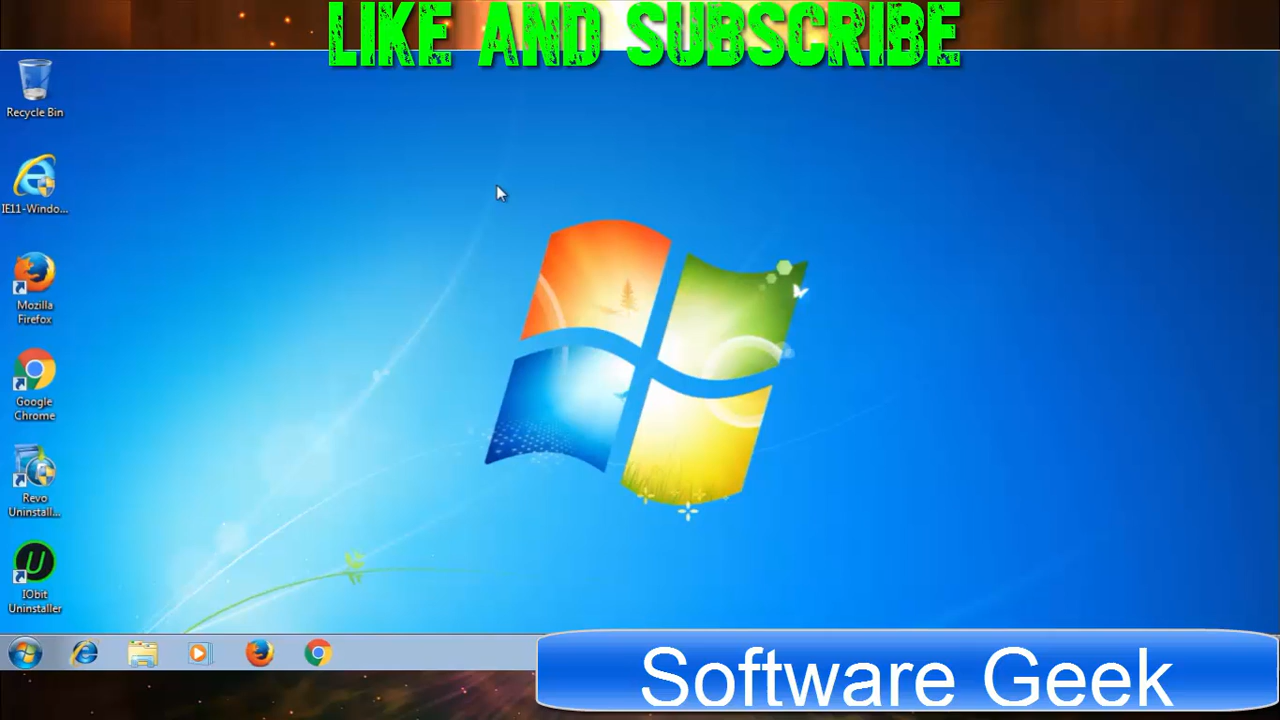 LIKE AND SUBSCRIBE
Recycle Bin
IE11-Windo...
Mozilla
Firefox
Google
Chrome
Revo
Uninstall...
IObit
Uninstaller
Software Geek